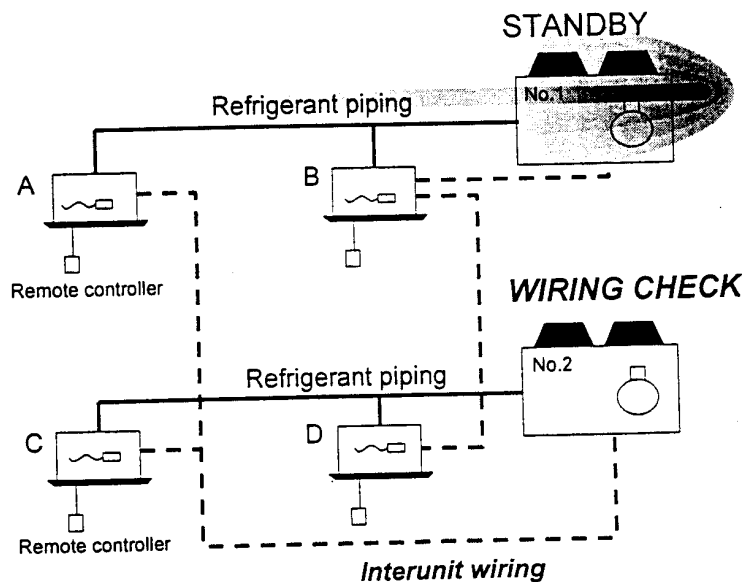 STANDBY
No.1
Refrigerant piping
A
B
Remote controller
WIRING CHECK
No.2
Refrigerant piping
C
D
Remote controller
Interunit wiring